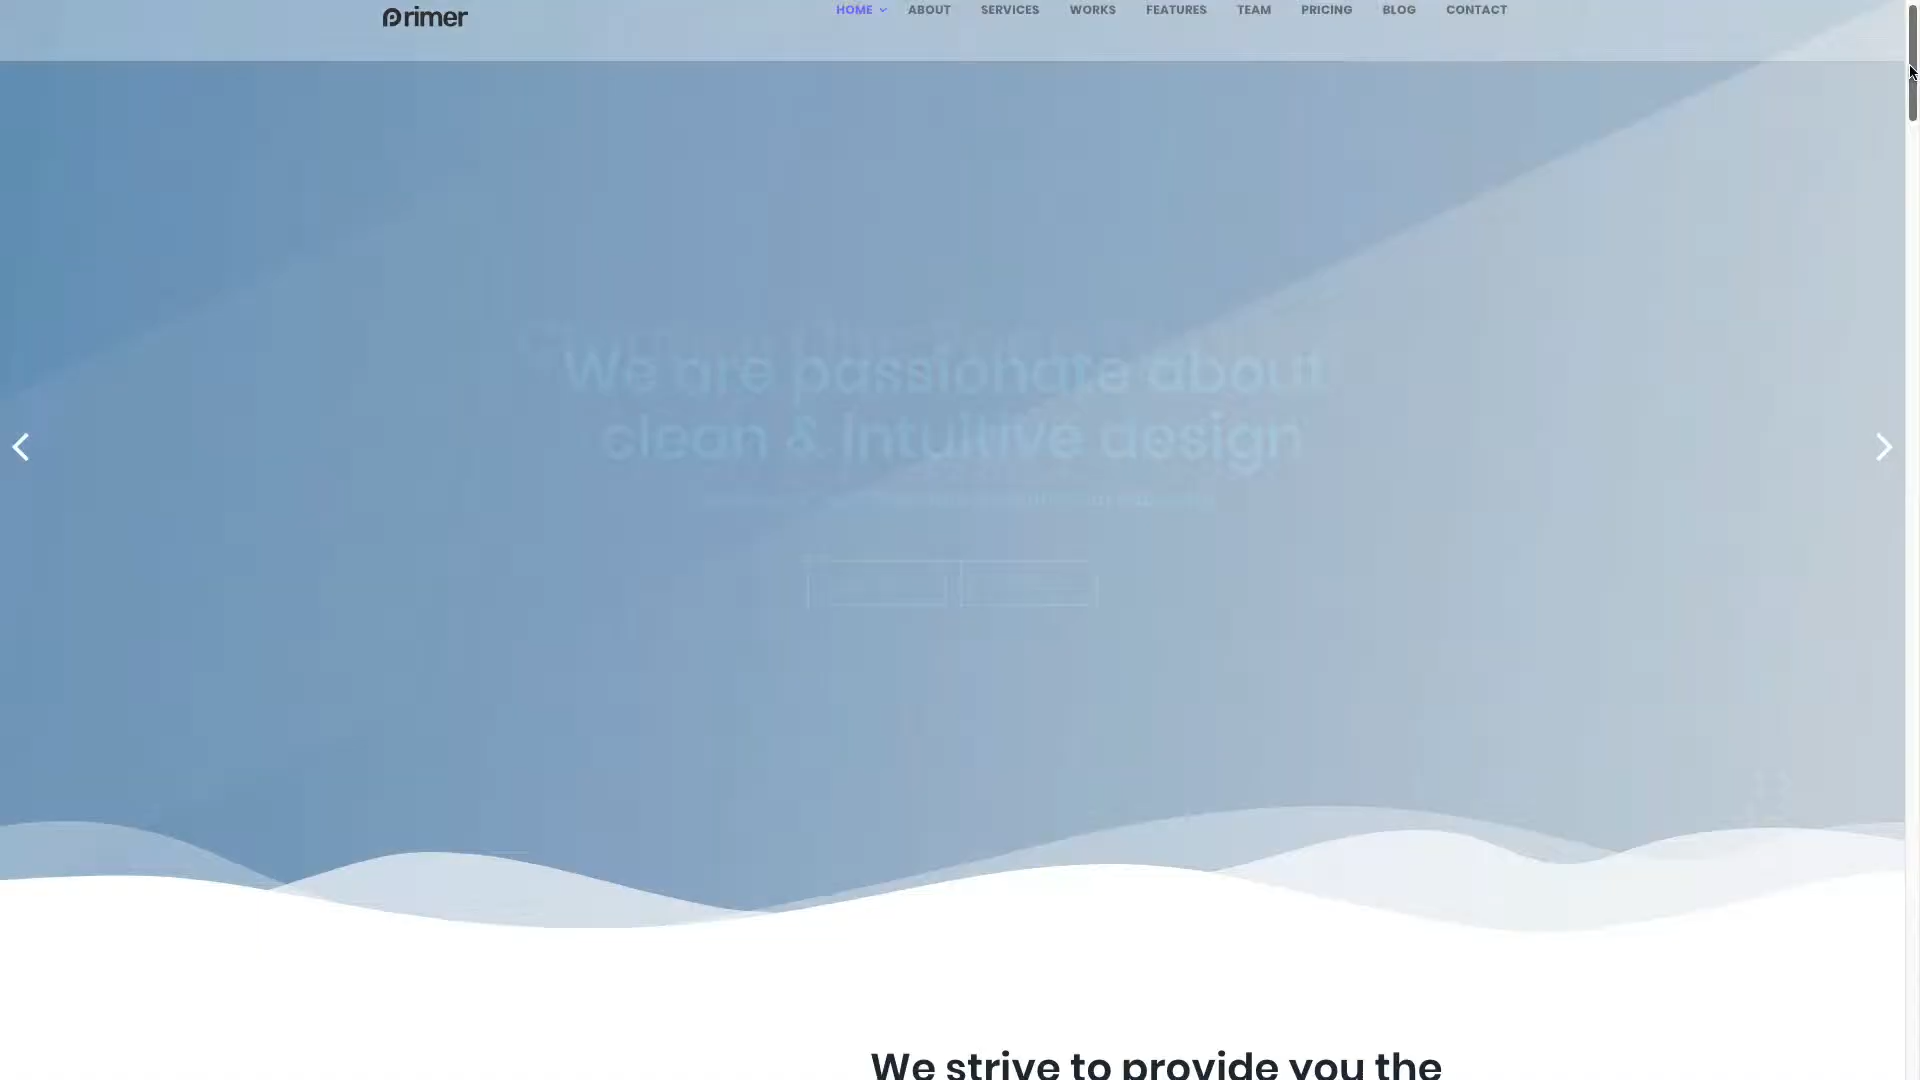 Primer
HOME ABOUT SERVICES WORKS FEATURES TEAM PRICING BLOG CONTACT
We are passionate about
clean & Intuitive design
We strive to provide you the